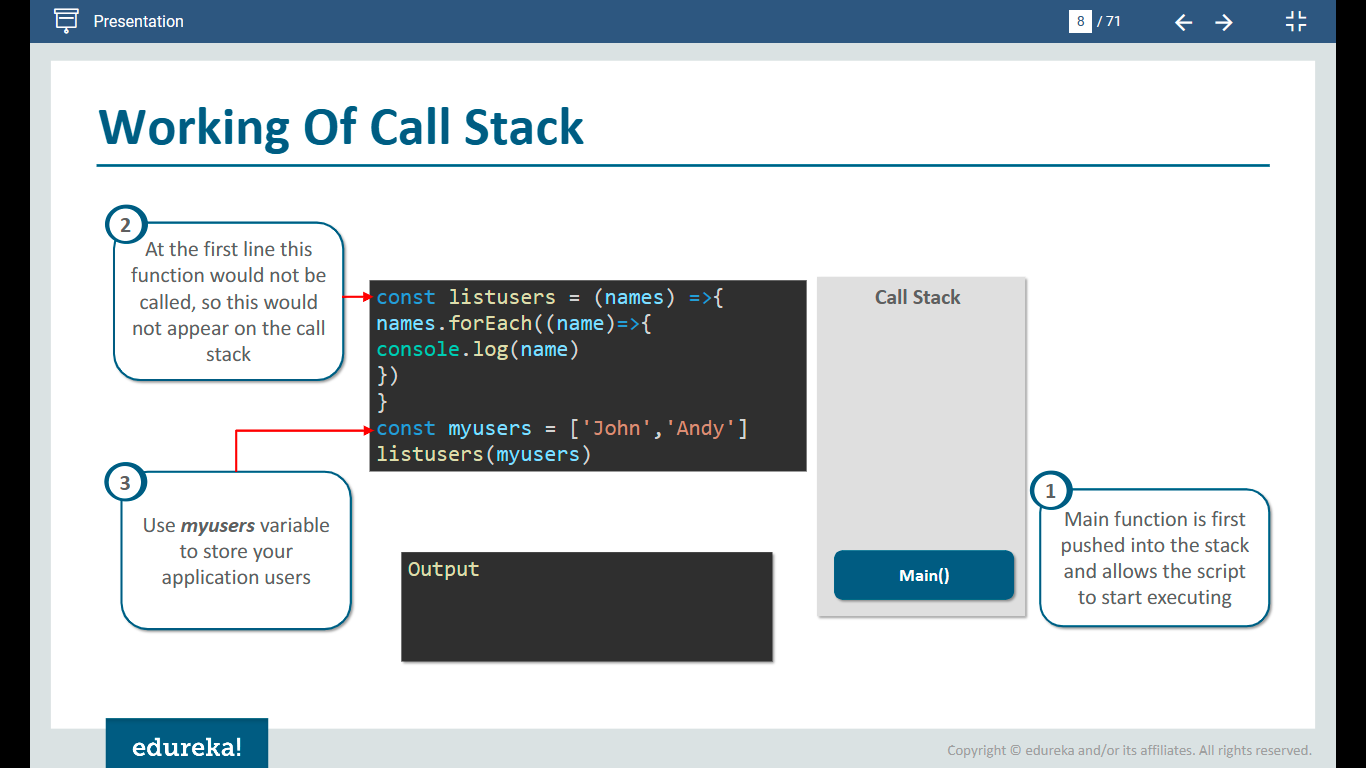 Presentation
8 / 71
Working Of Call Stack
2
At the first line this
function would not be
called, so this would
not appear on the call
stack
const listusers = (names) =>{
names.forEach((name)=>{
console.log(name)
})
}
const myusers = ['John','Andy']
listusers(myusers)
Call Stack
Main()
3
Use myusers variable
to store your
application users
Output
1
Main function is first
pushed into the stack
and allows the script
to start executing
edureka!
Copyright © edureka and/or its affiliates. All rights reserved.